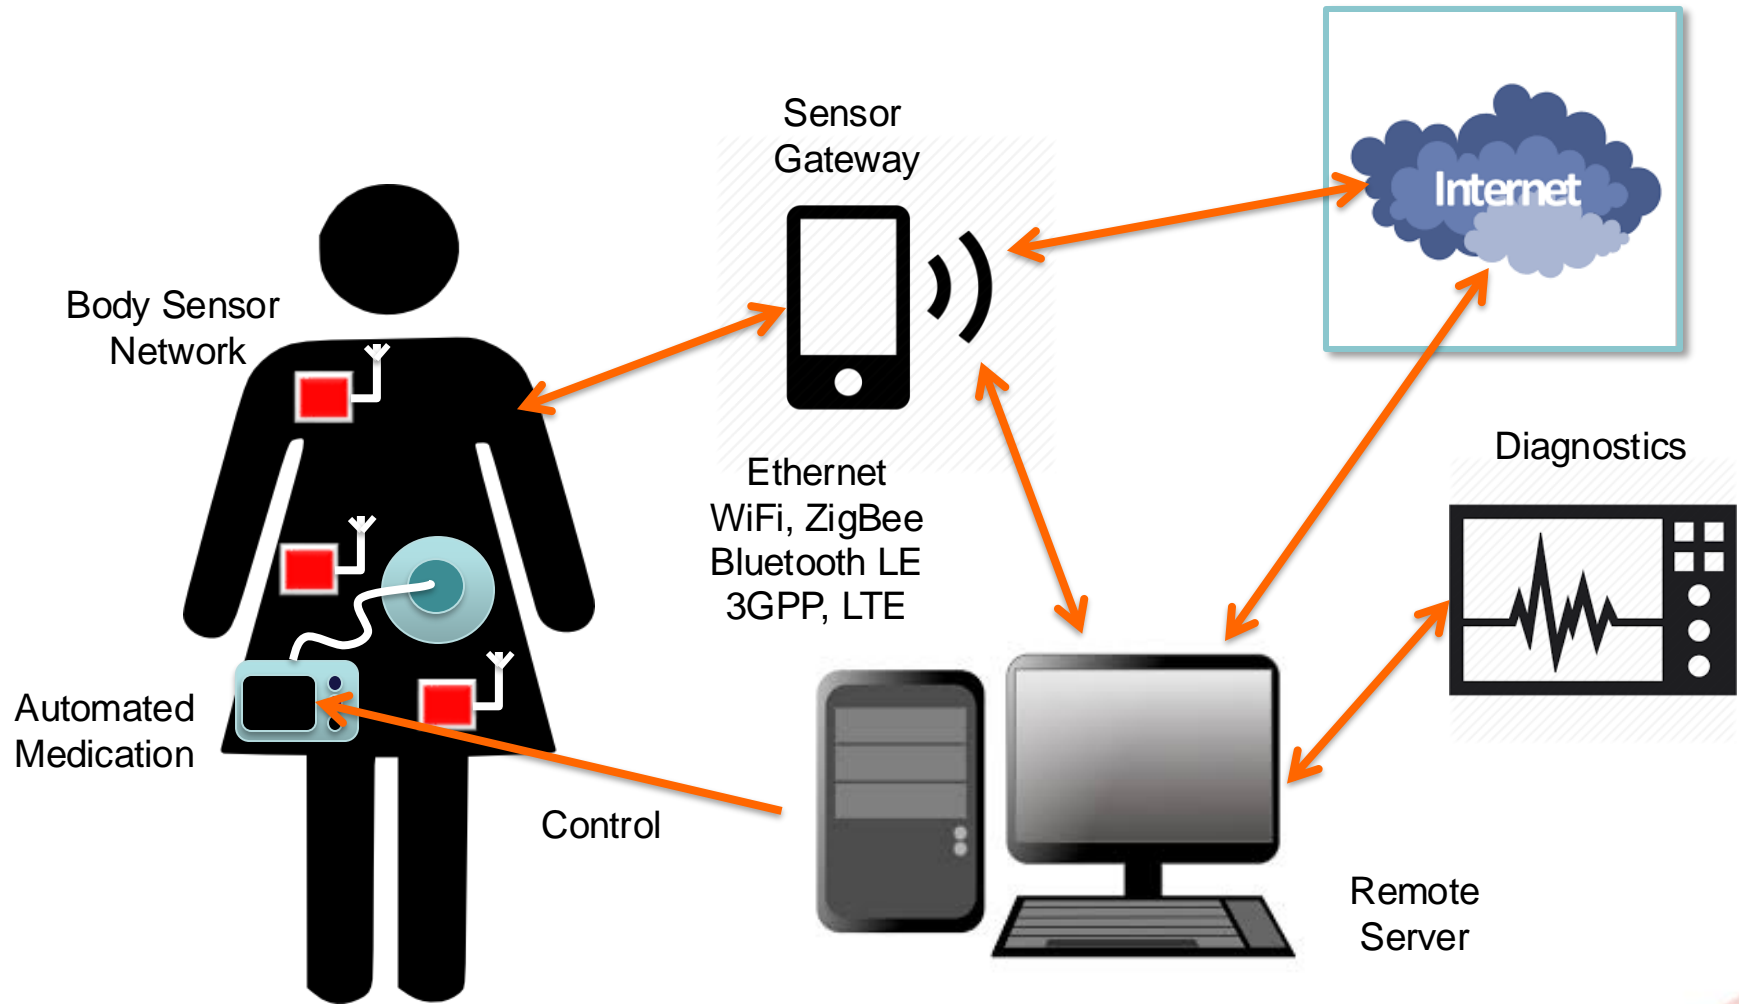 Sensor
Gateway
Internet
Body Sensor
Network
Ethernet
WiFi, ZigBee
Bluetooth LE
3GPP, LTE
Diagnostics
Automated
Medication
Control
Remote
Server